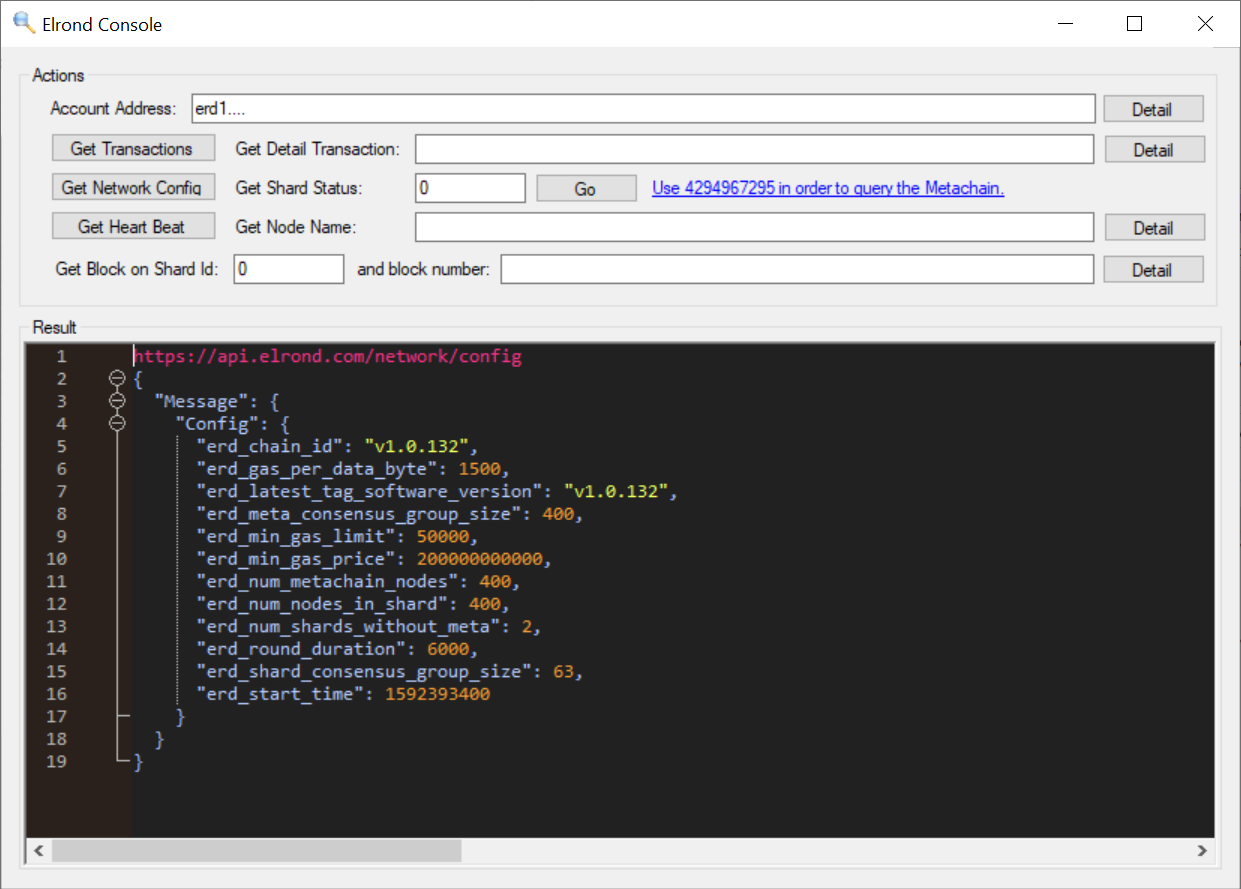 Elrond Console
Actions
Account Address: erd1.... Detail
Get Transactions Get Detail Transaction: Detail
Get Network Config Get Shard Status: 0 Go Use 4294967295 in order to query the Metachain.
Get Heart Beat Get Node Name: Detail
Get Block on Shard Id: 0 and block number: Detail
Result
1 https://api.elrond.com/network/config
2 {
3 "Message": {
4 "Config": {
5 "erd_chain_id": "v1.0.132",
6 "erd_gas_per_data_byte": 1500,
7 "erd_latest_tag_software_version": "v1.0.132",
8 "erd_meta_consensus_group_size": 400,
9 "erd_min_gas_limit": 50000,
10 "erd_min_gas_price": 200000000000,
11 "erd_num_metachain_nodes": 400,
12 "erd_num_nodes_in_shard": 400,
13 "erd_num_shards_without_meta": 2,
14 "erd_round_duration": 6000,
15 "erd_shard_consensus_group_size": 63,
16 "erd_start_time": 1592393400
17 }
18 }
19 }